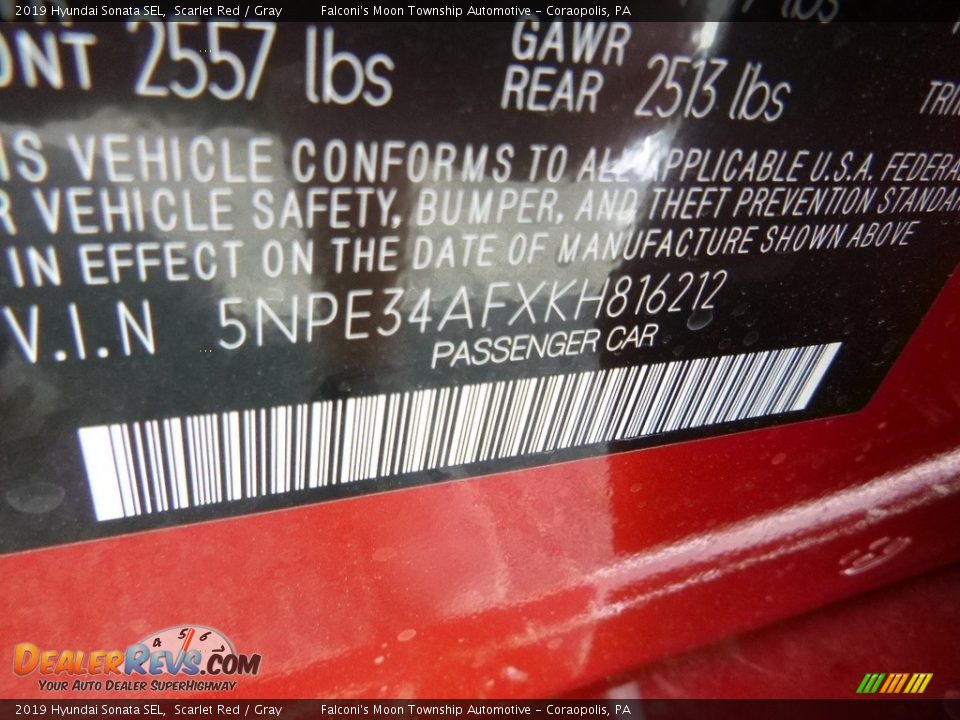 2019 Hyundai Sonata SEL, Scarlet Red / Gray Falconi's Moon Township Automotive - Coraopolis, PA
2557 lbs GAWR REAR 2513 lbs
VEHICLE CONFORMS TO ALL APPLICABLE U.S.A.
VEHICLE SAFETY, BUMPER, AND THEFT PREVENTION
IN EFFECT ON THE DATE OF MANUFACTURE SHOWN ABOVE
V.I.N 5NPE34AFXKH816212
PASSENGER CAR
4 5 6
DEALERREVS.COM
YOUR AUTO DEALER SUPERHIGHWAY
2019 Hyundai Sonata SEL, Scarlet Red / Gray Falconi's Moon Township Automotive - Coraopolis, PA